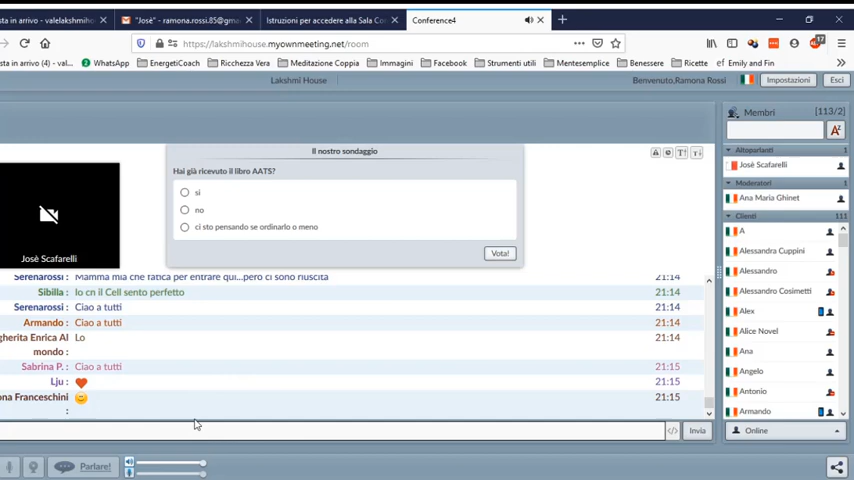 sta in arrivo - valelakshmihouse
"Josè" - ramona.rossi.85@gmai
Istruzioni per accedere alla Sala Con
Conference4
17
https://lakshmihouse.myownmeeting.net/room
in arrivo (4) - val...
WhatsApp
EnergetiCoach
Ricchezza Vera
Meditazione Coppia
Immagini
Facebook
Strumenti utili
Mentesemplice
Benessere
Ricette
Emily and Fin
Lakshmi House
Benvenuto,Ramona Rossi
Impostazioni
Esci
Il nostro sondaggio
Hai già ricevuto il libro AATS?
si
no
ci sto pensando se ordinarlo o meno
Vota!
Josè Scafarelli
Serenarossi : Mamma mia che fatica per entrare qui...però ci sono riuscita 21:14
Sibilla : Io cn il Cell sento perfetto 21:14
Serenarossi : Ciao a tutti 21:14
Armando : Ciao a tutti 21:14
gherita Enrica Al mondo : Lo 21:14
Sabrina P. : Ciao a tutti 21:15
Lju : 21:15
ona Franceschini : 21:15
Invia
Parlare!
Membri [113/2]
Altoparlanti 1
Josè Scafarelli
Moderatori 1
Ana Maria Ghinet
Clienti 111
A
Alessandra Cuppini
Alessandro
Alessandro Cosimetti
Alex
Alice Novel
Ana
Angelo
Antonio
Armando
Online